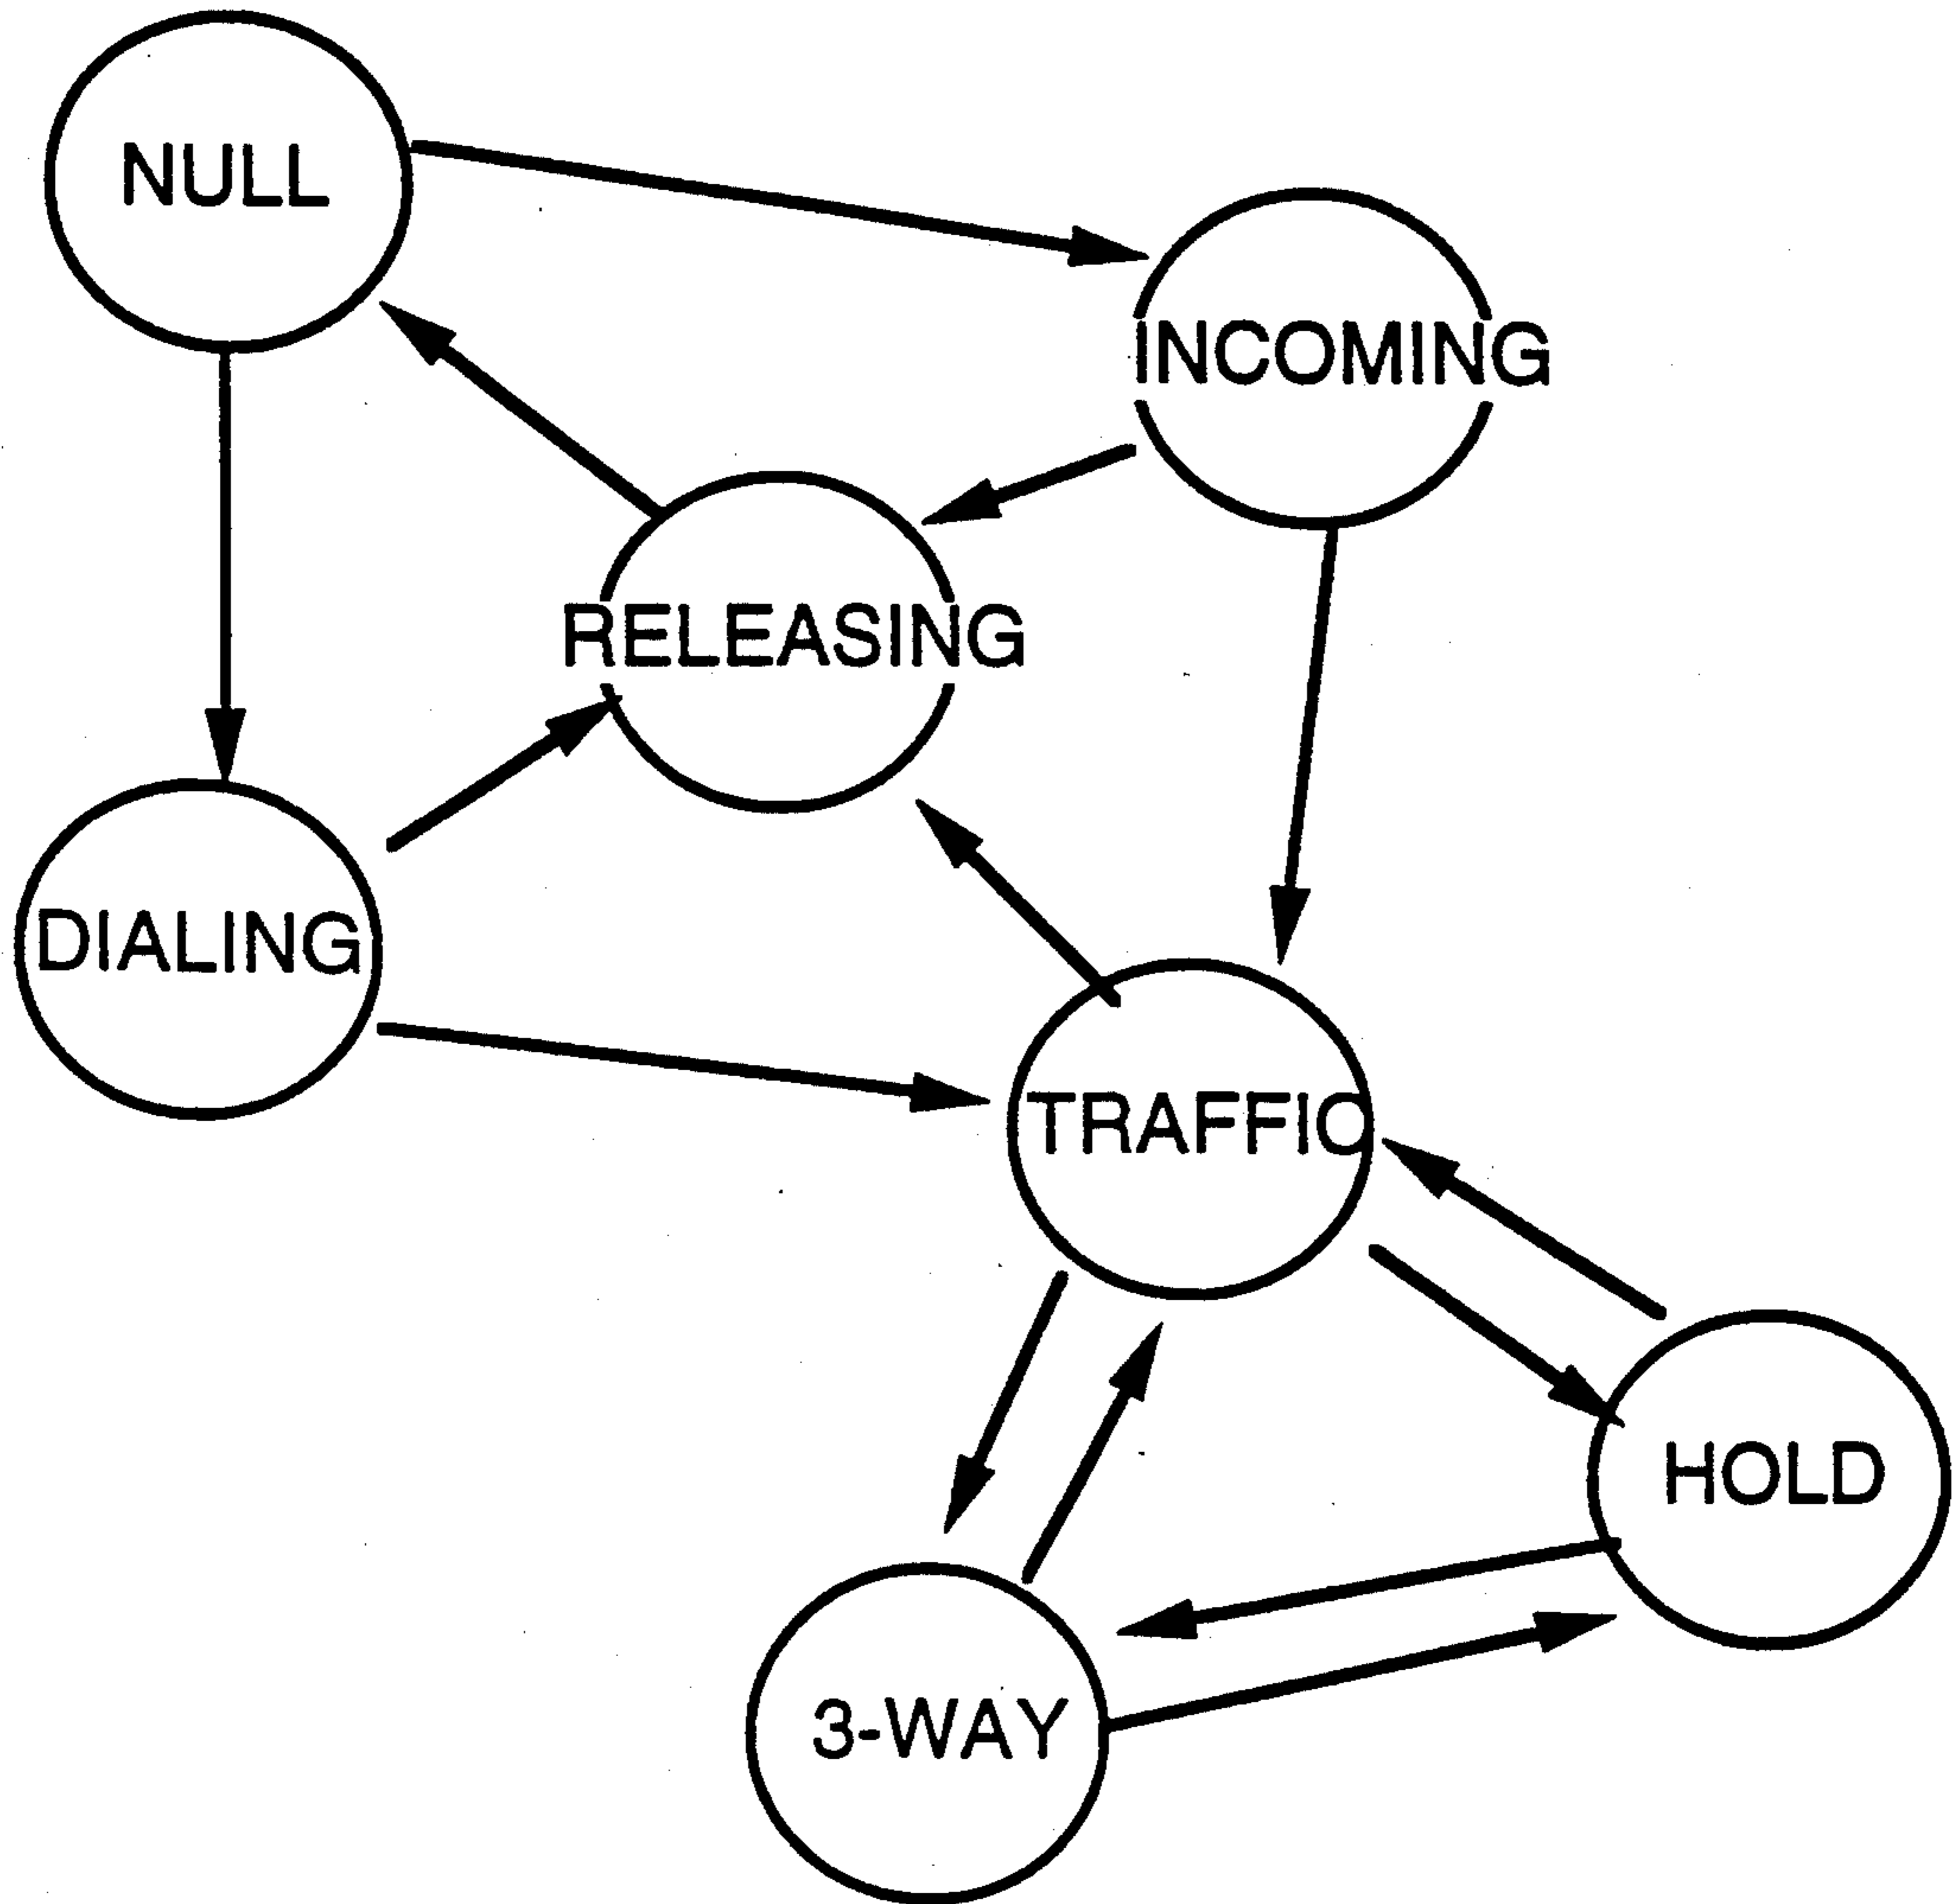 NULL
INCOMING
RELEASING
DIALING
TRAFFIC
HOLD
3-WAY